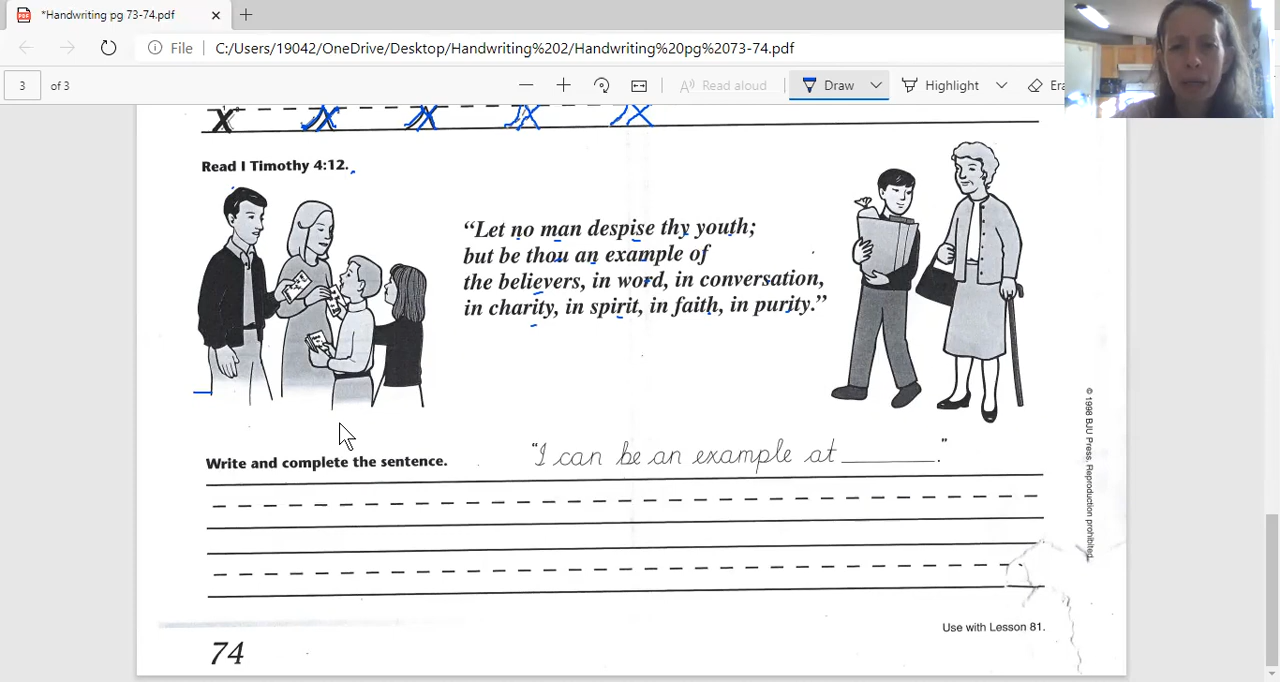 *Handwriting pg 73-74.pdf
File
C:/Users/19042/OneDrive/Desktop/Handwriting%202/Handwriting%20pg%2073-74.pdf
3 of 3
Read aloud
Draw
Highlight
Era
x x x x x
Read I Timothy 4:12.
“Let no man despise thy youth;
but be thou an example of
the believers, in word, in conversation,
in charity, in spirit, in faith, in purity.”
Write and complete the sentence.
“I can be an example at ______.”
© 1998 BJU Press. Reproduction prohibited.
Use with Lesson 81.
74